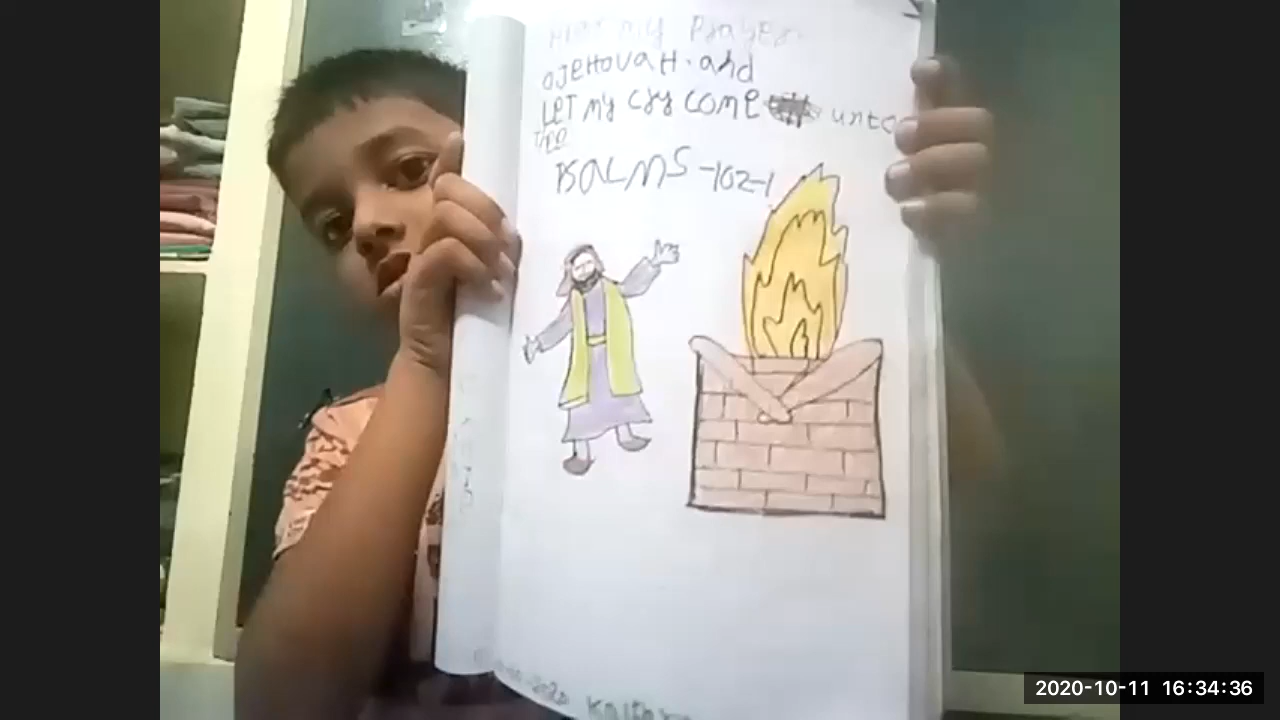 Hear my Prayer
O JEHOVAH. and
LET My Cry COME unto
Thee
PSALMS -102-1
2020-10-11 16:34:36